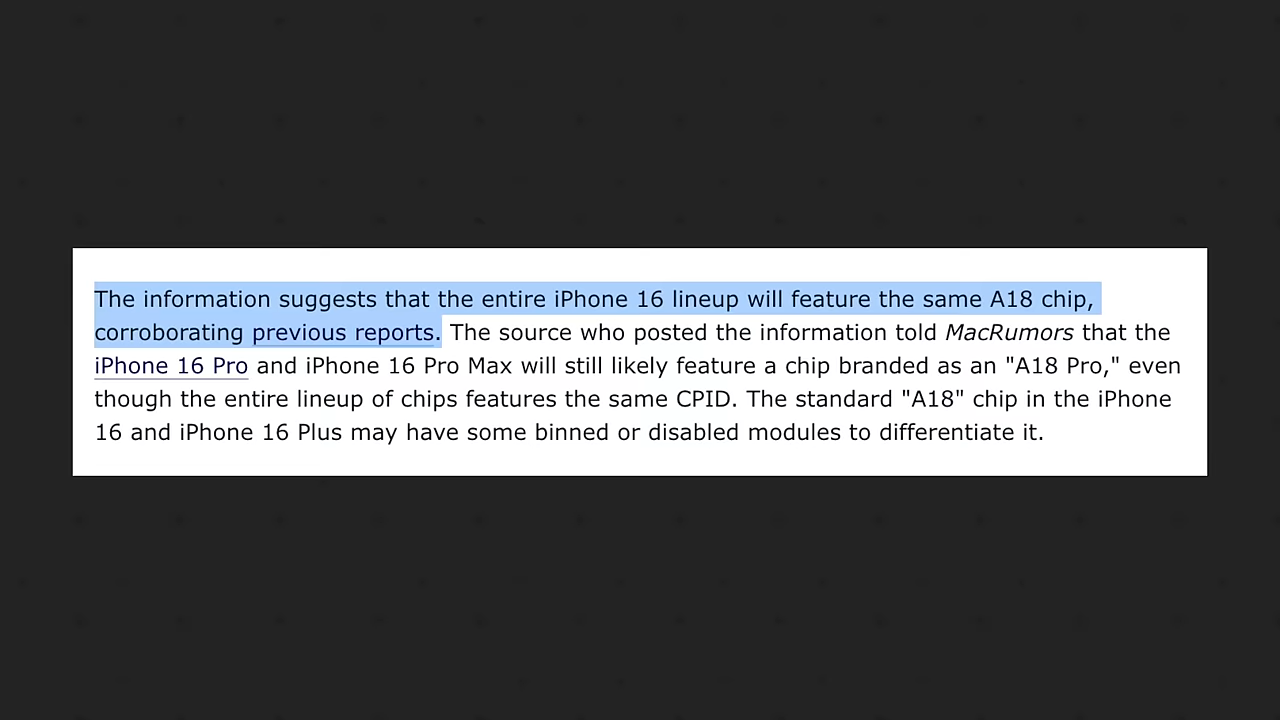 The information suggests that the entire iPhone 16 lineup will feature the same A18 chip,
corroborating previous reports. The source who posted the information told MacRumors that the
iPhone 16 Pro and iPhone 16 Pro Max will still likely feature a chip branded as an "A18 Pro," even
though the entire lineup of chips features the same CPID. The standard "A18" chip in the iPhone
16 and iPhone 16 Plus may have some binned or disabled modules to differentiate it.